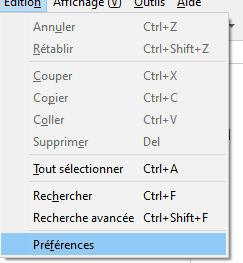 Edition Affichage (V) Outils Aide
Annuler Ctrl+Z
Rétablir Ctrl+Shift+Z
Couper Ctrl+X
Copier Ctrl+C
Coller Ctrl+V
Supprimer Del
Tout sélectionner Ctrl+A
Rechercher Ctrl+F
Recherche avancée Ctrl+Shift+F
Préférences